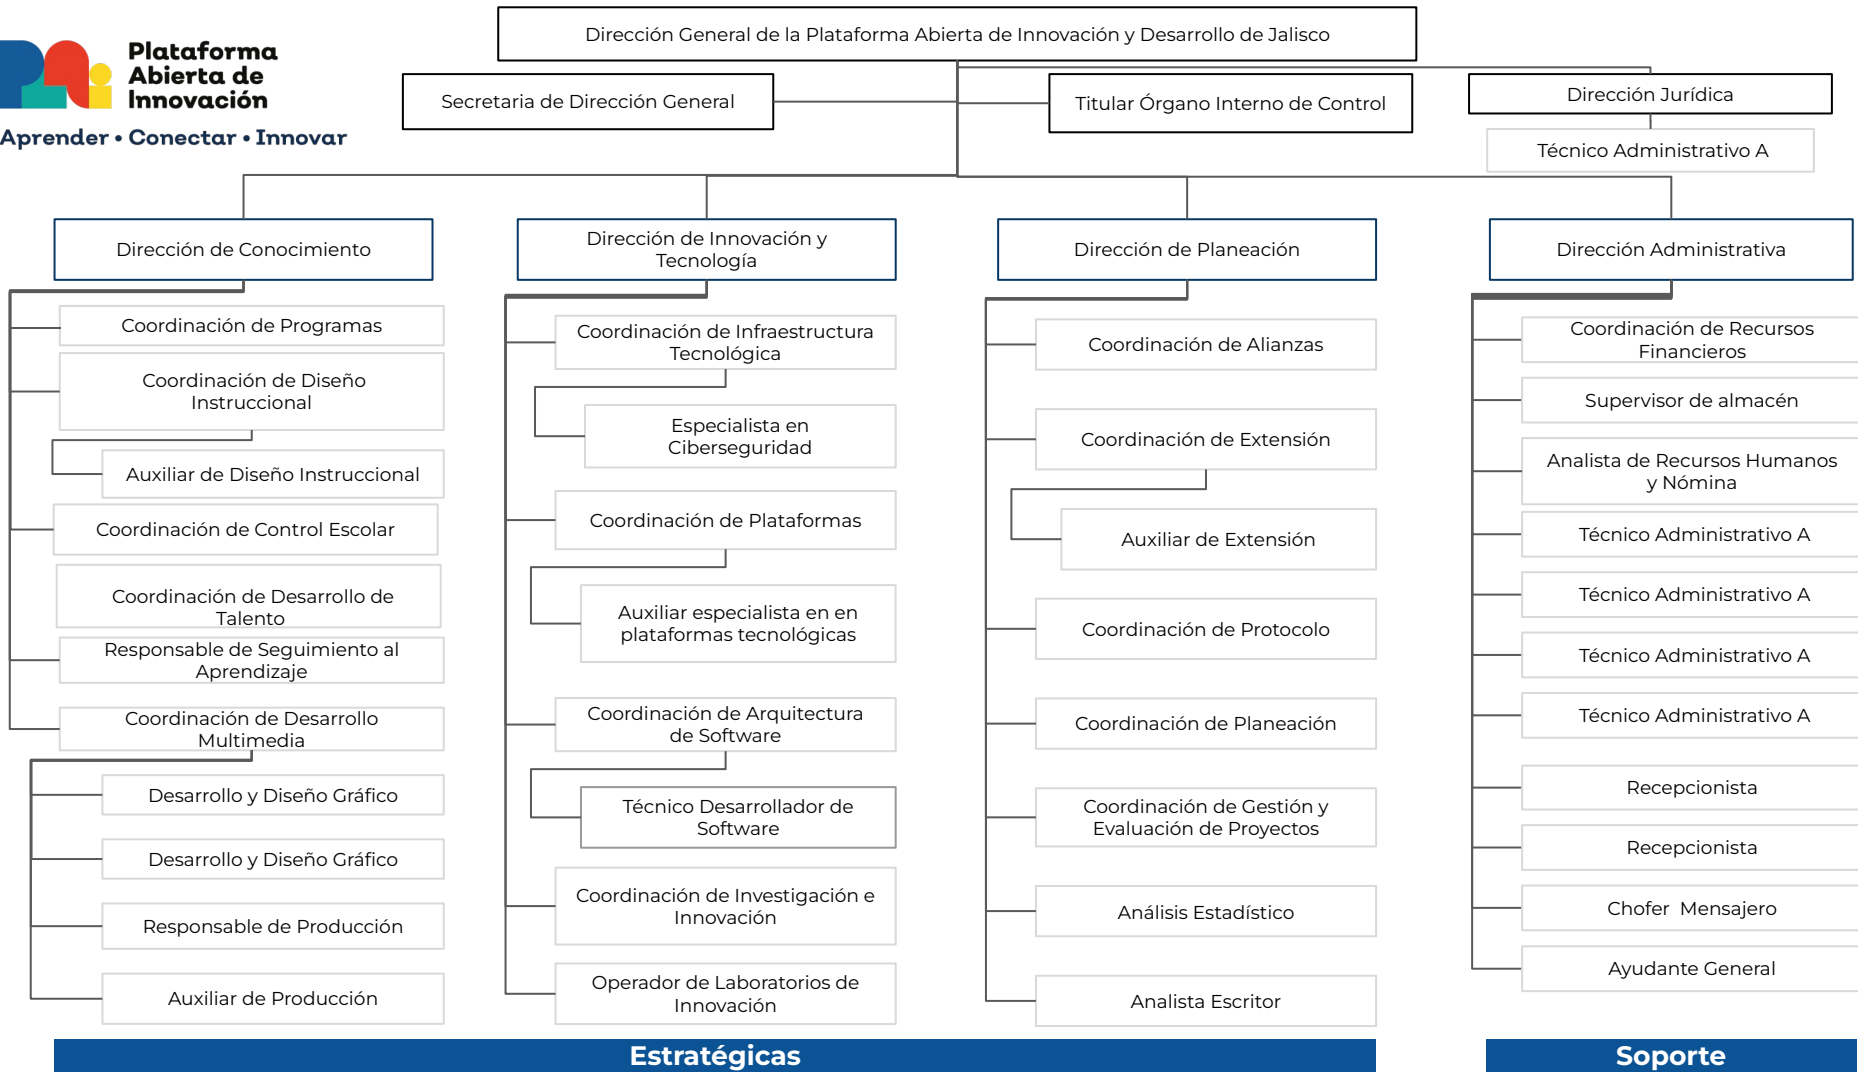 Plataforma
Abierta de
Innovación
Aprender • Conectar • Innovar
Dirección General de la Plataforma Abierta de Innovación y Desarrollo de Jalisco
Secretaria de Dirección General
Titular Órgano Interno de Control
Dirección Jurídica
Técnico Administrativo A
Dirección de Conocimiento
Coordinación de Programas
Coordinación de Diseño
Instruccional
Auxiliar de Diseño Instruccional
Coordinación de Control Escolar
Coordinación de Desarrollo de
Talento
Responsable de Seguimiento al
Aprendizaje
Coordinación de Desarrollo
Multimedia
Desarrollo y Diseño Gráfico
Desarrollo y Diseño Gráfico
Responsable de Producción
Auxiliar de Producción
Dirección de Innovación y
Tecnología
Coordinación de Infraestructura
Tecnológica
Especialista en
Ciberseguridad
Coordinación de Plataformas
Auxiliar especialista en en
plataformas tecnológicas
Coordinación de Arquitectura
de Software
Técnico Desarrollador de
Software
Coordinación de Investigación e
Innovación
Operador de Laboratorios de
Innovación
Dirección de Planeación
Coordinación de Alianzas
Coordinación de Extensión
Auxiliar de Extensión
Coordinación de Protocolo
Coordinación de Planeación
Coordinación de Gestión y
Evaluación de Proyectos
Análisis Estadístico
Analista Escritor
Dirección Administrativa
Coordinación de Recursos
Financieros
Supervisor de almacén
Analista de Recursos Humanos
y Nómina
Técnico Administrativo A
Técnico Administrativo A
Técnico Administrativo A
Técnico Administrativo A
Recepcionista
Recepcionista
Chofer Mensajero
Ayudante General
Estratégicas
Soporte